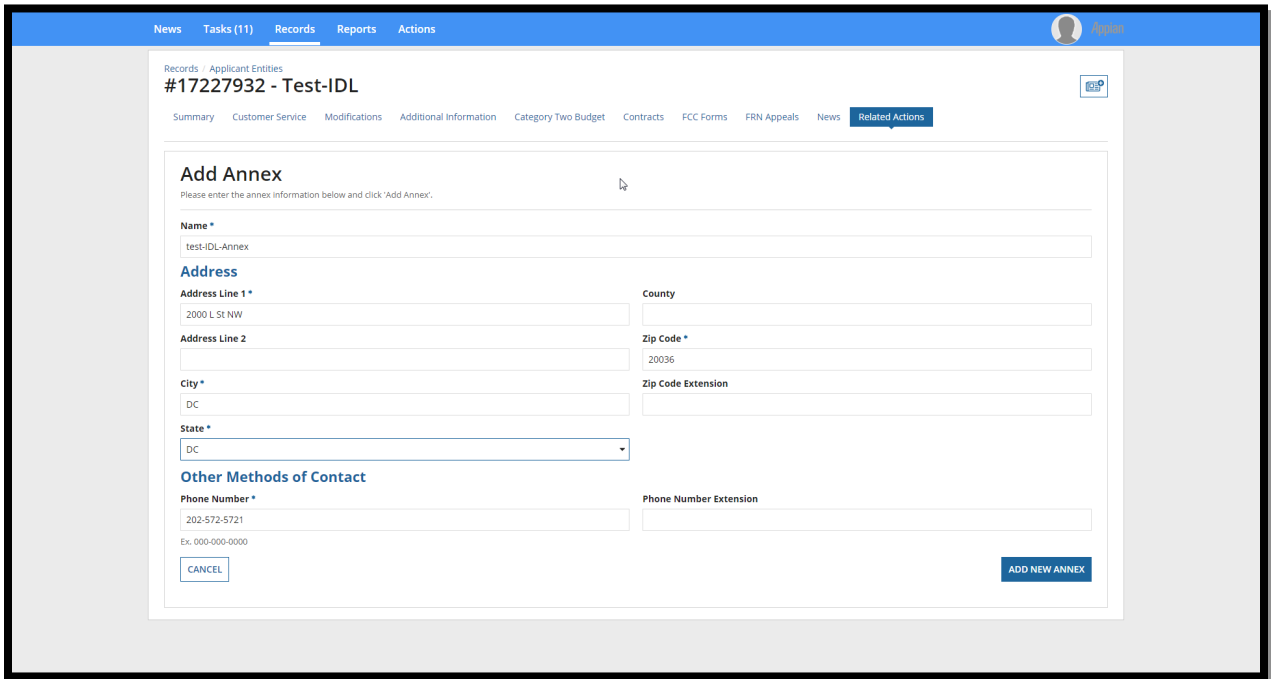 News Tasks (11) Records Reports Actions Appian
Records / Applicant Entities
#17227932 - Test-IDL
Summary Customer Service Modifications Additional Information Category Two Budget Contracts FCC Forms FRN Appeals News Related Actions
Add Annex
Please enter the annex information below and click 'Add Annex'.
Name *
test-IDL-Annex
Address
Address Line 1 * County
2000 L St NW
Address Line 2 Zip Code *
20036
City * Zip Code Extension
DC
State *
DC
Other Methods of Contact
Phone Number * Phone Number Extension
202-572-5721
Ex. 000-000-0000
CANCEL ADD NEW ANNEX